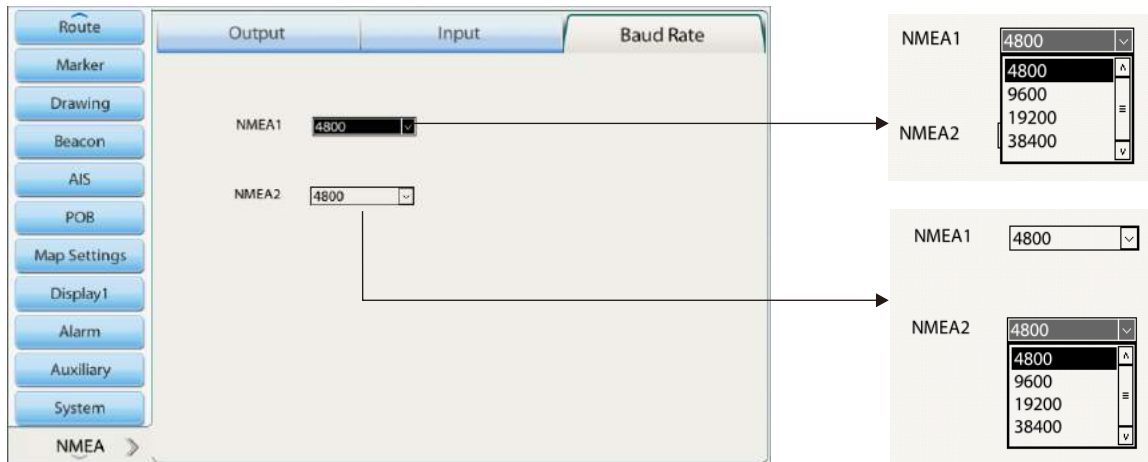 Route
Marker
Drawing
Beacon
AIS
POB
Map Settings
Display1
Alarm
Auxiliary
System
NMEA
Output
Input
Baud Rate
NMEA1 4800
NMEA2 4800
NMEA1 4800
4800
9600
19200
38400
NMEA2
NMEA1 4800
NMEA2 4800
4800
9600
19200
38400